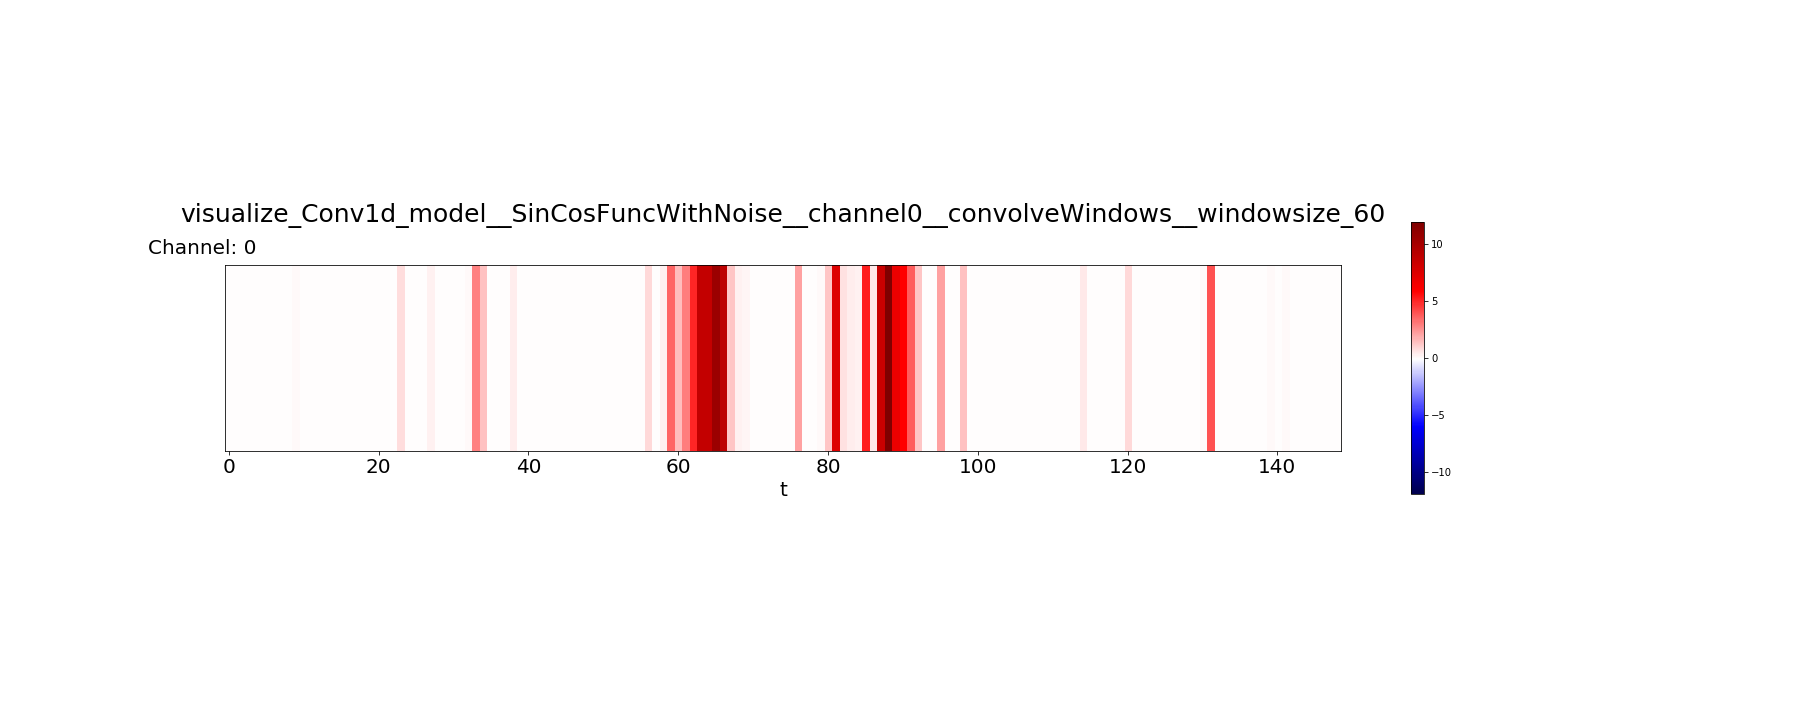 visualize_Conv1d_model__SinCosFuncWithNoise__channel0__convolveWindows__windowsize_60
Channel: 0
10
5
0
−5
−10
0 20 40 60 80 100 120 140
t